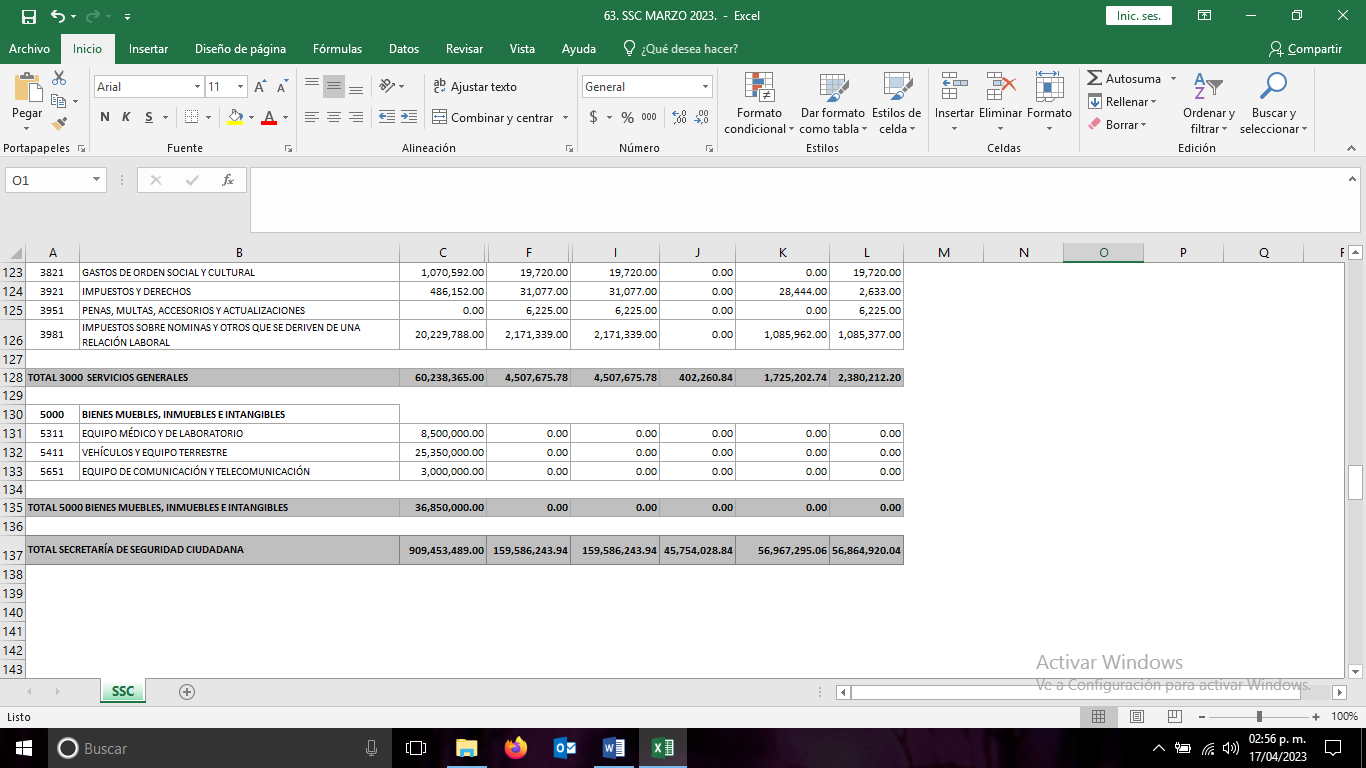 63. SSC MARZO 2023. - Excel
Inic. ses.
Archivo Inicio Insertar Diseño de página Fórmulas Datos Revisar Vista Ayuda ¿Qué desea hacer? Compartir
Pegar
Arial 11
N K S
Ajustar texto
Combinar y centrar
General
$ % 000
Formato condicional
Dar formato como tabla
Estilos de celda
Insertar Eliminar Formato
Autosuma
Rellenar
Borrar
Ordenar y filtrar
Buscar y seleccionar
Portapapeles Fuente Alineación Número Estilos Celdas Edición
O1 fx
A B C F I J K L M N O P Q
123 3821 GASTOS DE ORDEN SOCIAL Y CULTURAL 1,070,592.00 19,720.00 19,720.00 0.00 0.00 19,720.00
124 3921 IMPUESTOS Y DERECHOS 486,152.00 31,077.00 31,077.00 0.00 28,444.00 2,633.00
125 3951 PENAS, MULTAS, ACCESORIOS Y ACTUALIZACIONES 0.00 6,225.00 6,225.00 0.00 0.00 6,225.00
126 3981 IMPUESTOS SOBRE NOMINAS Y OTROS QUE SE DERIVEN DE UNA
RELACIÓN LABORAL 20,229,788.00 2,171,339.00 2,171,339.00 0.00 1,085,962.00 1,085,377.00
127
128 TOTAL 3000 SERVICIOS GENERALES 60,238,365.00 4,507,675.78 4,507,675.78 402,260.84 1,725,202.74 2,380,212.20
129
130 5000 BIENES MUEBLES, INMUEBLES E INTANGIBLES
131 5311 EQUIPO MÉDICO Y DE LABORATORIO 8,500,000.00 0.00 0.00 0.00 0.00 0.00
132 5411 VEHÍCULOS Y EQUIPO TERRESTRE 25,350,000.00 0.00 0.00 0.00 0.00 0.00
133 5651 EQUIPO DE COMUNICACIÓN Y TELECOMUNICACIÓN 3,000,000.00 0.00 0.00 0.00 0.00 0.00
134
135 TOTAL 5000 BIENES MUEBLES, INMUEBLES E INTANGIBLES 36,850,000.00 0.00 0.00 0.00 0.00 0.00
136
137 TOTAL SECRETARÍA DE SEGURIDAD CIUDADANA 909,453,489.00 159,586,243.94 159,586,243.94 45,754,028.84 56,967,295.06 56,864,920.04
138
139
140
141
142
143
Activar Windows
Ve a Configuración para activar Windows.
SSC
Listo
100%
Buscar
02:56 p. m.
17/04/2023